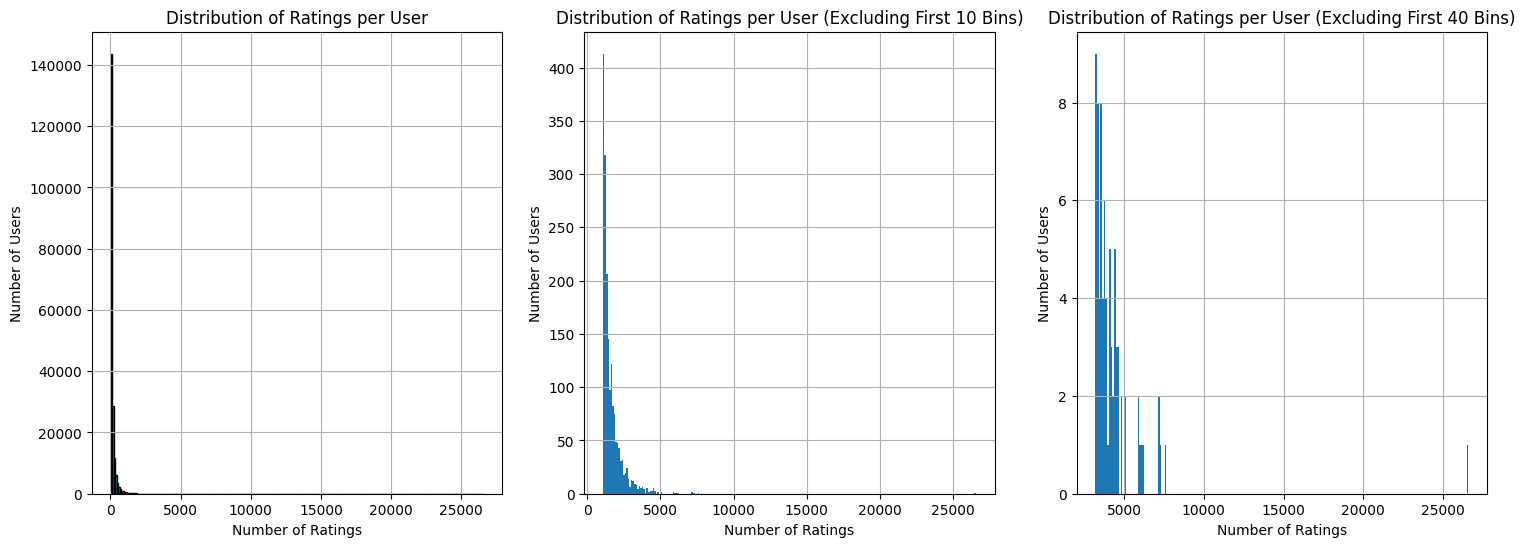 Distribution of Ratings per User
140000
120000
100000
80000
60000
40000
20000
0
Number of Users
0 5000 10000 15000 20000 25000
Number of Ratings
Distribution of Ratings per User (Excluding First 10 Bins)
400
350
300
250
200
150
100
50
0
Number of Users
0 5000 10000 15000 20000 25000
Number of Ratings
Distribution of Ratings per User (Excluding First 40 Bins)
8
6
4
2
0
Number of Users
5000 10000 15000 20000 25000
Number of Ratings